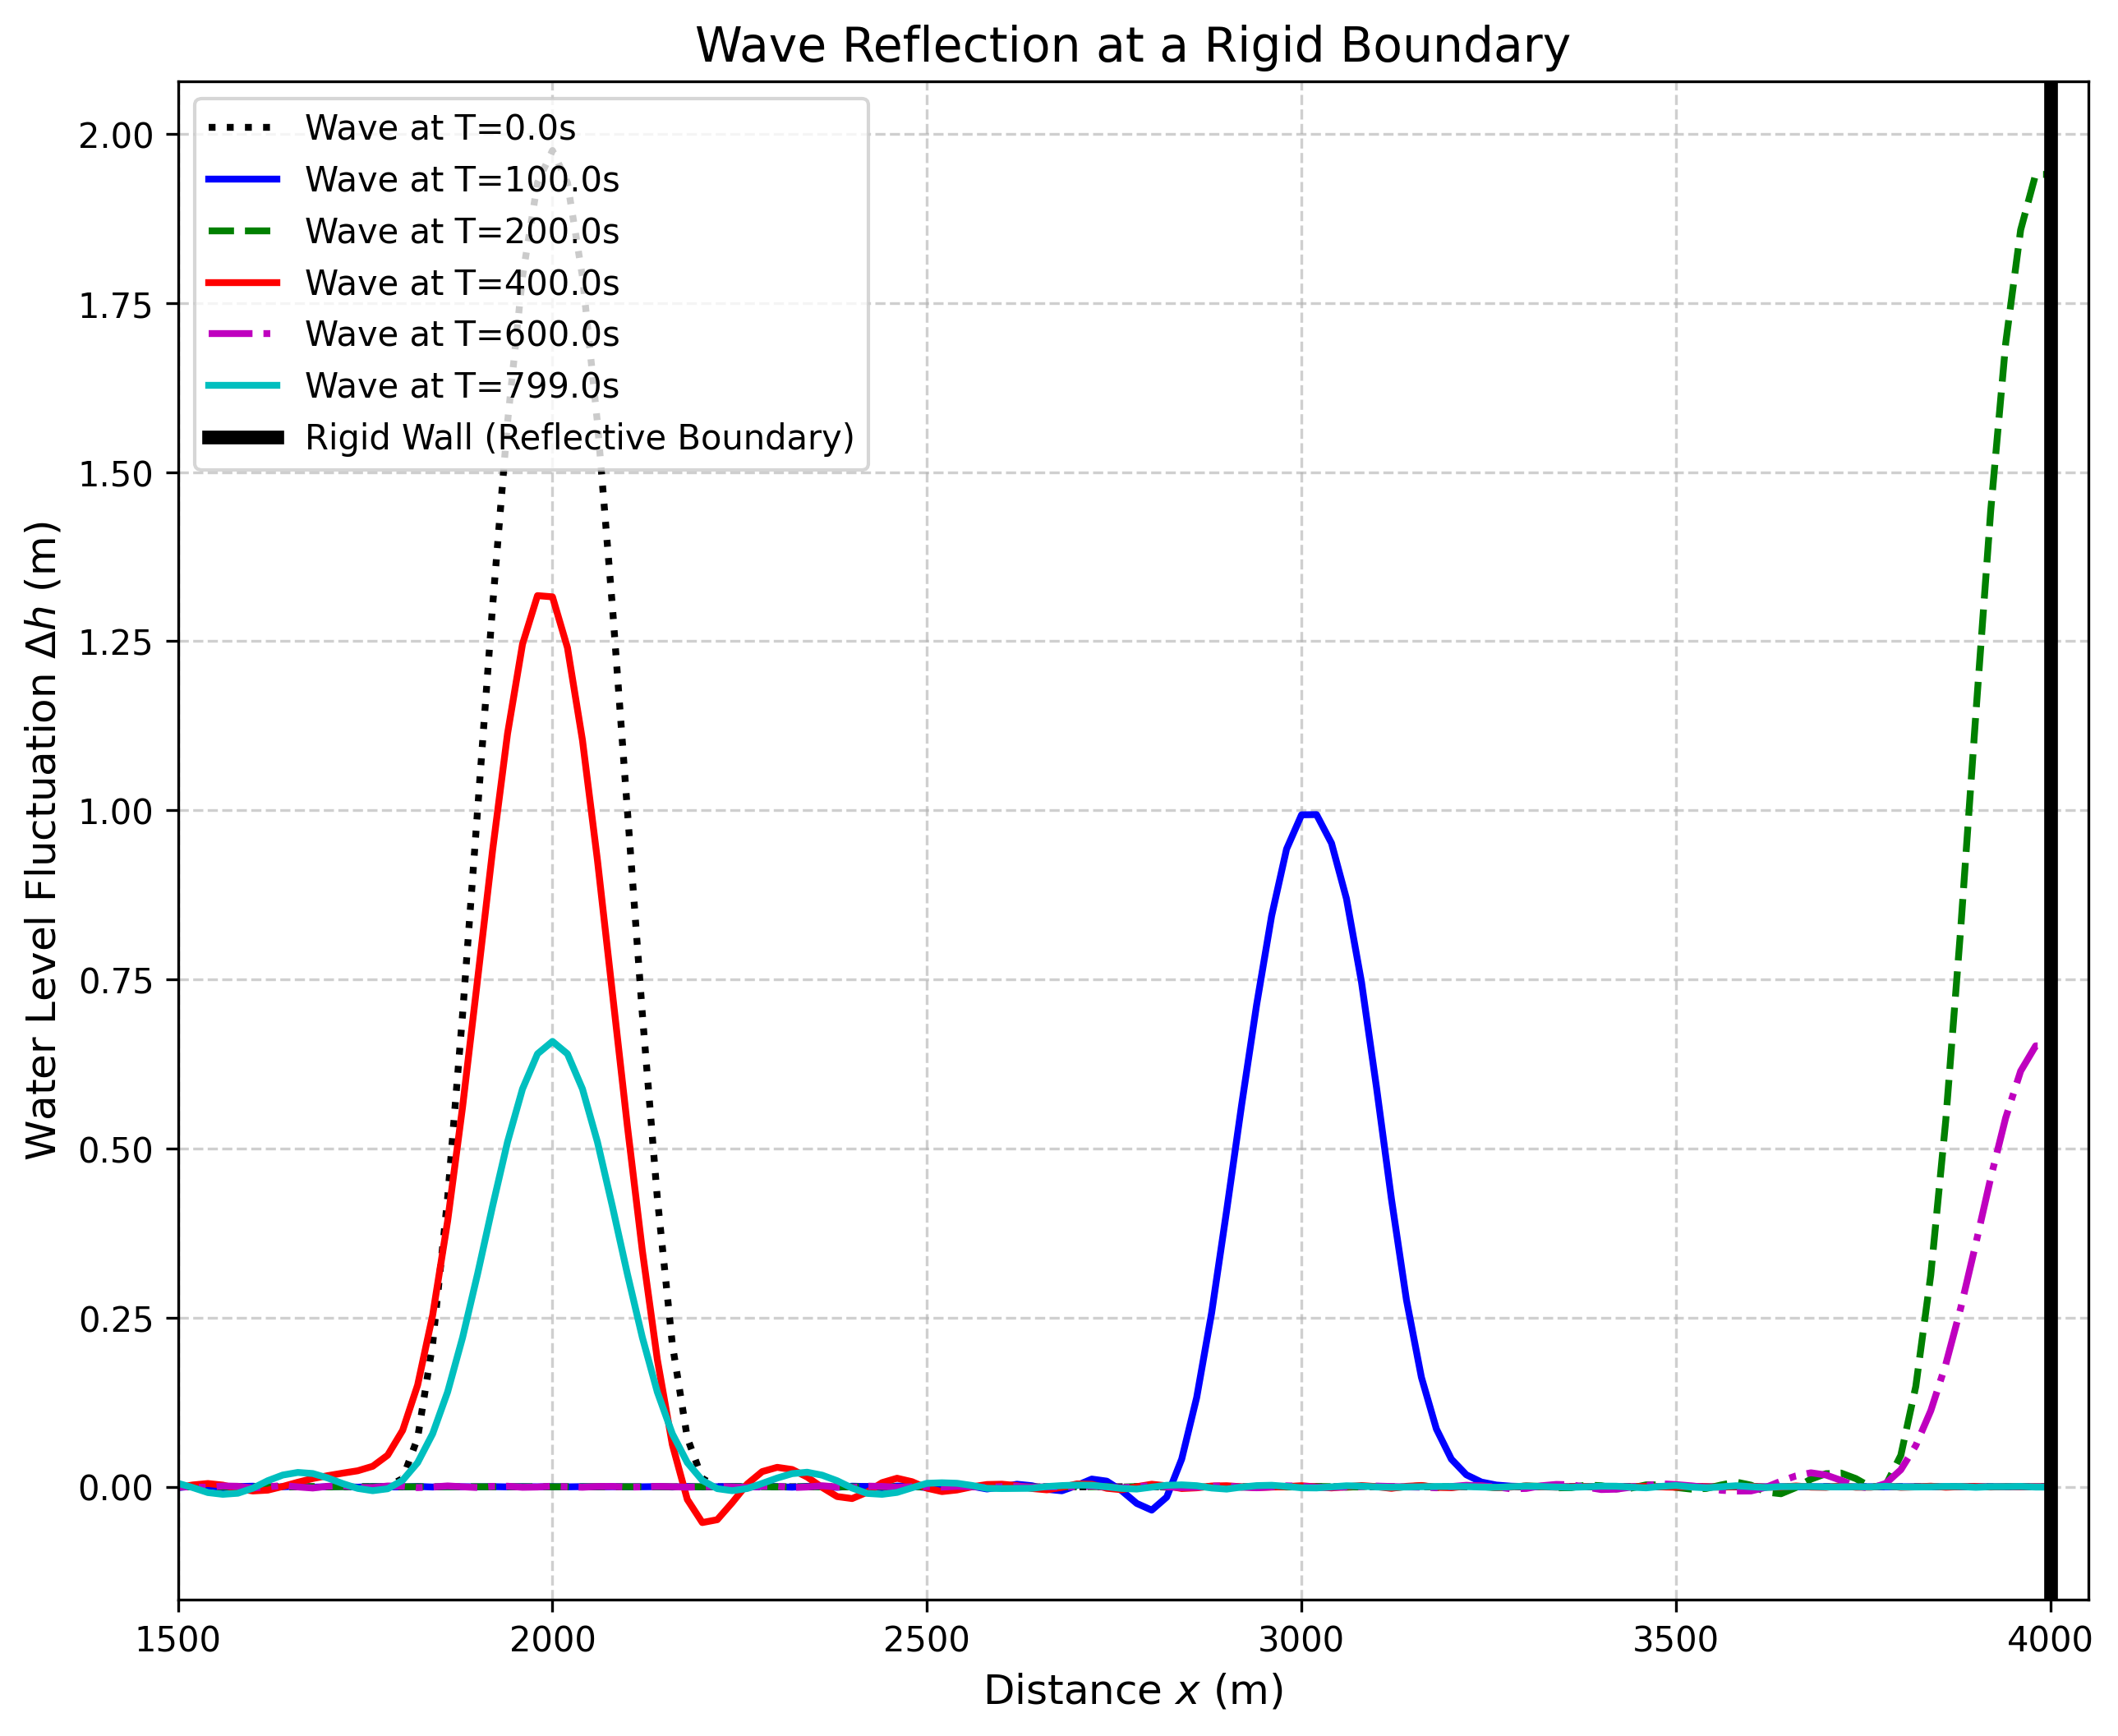 Wave Reflection at a Rigid Boundary
Wave at T=0.0s
Wave at T=100.0s
Wave at T=200.0s
Wave at T=400.0s
Wave at T=600.0s
Wave at T=799.0s
Rigid Wall (Reflective Boundary)
2.00
1.75
1.50
1.25
1.00
0.75
0.50
0.25
0.00
Water Level Fluctuation Δh (m)
1500 2000 2500 3000 3500 4000
Distance x (m)